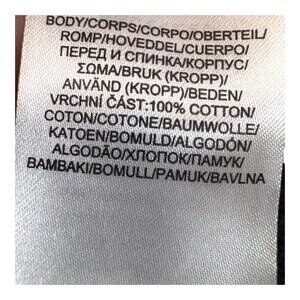 BODY/CORPS/CORPO/OBERTEIL/
ROMP/HOVEDDEL/CUERPO/
ПЕРЕД И СПИНКА/КОРПУС/
ΣΩΜΑ/BRUK (KROPP)/
ANVÄND (KROPP)/BEDEN/
VRCHNÍ ČÁST:100% COTTON/
COTON/COTONE/BAUMWOLLE/
KATOEN/BOMULD/ALGODÓN/
ALGODÃO/ХЛОПОК/ПАМУК/
BAMBAKI/BOMULL/PAMUK/BAVLNA